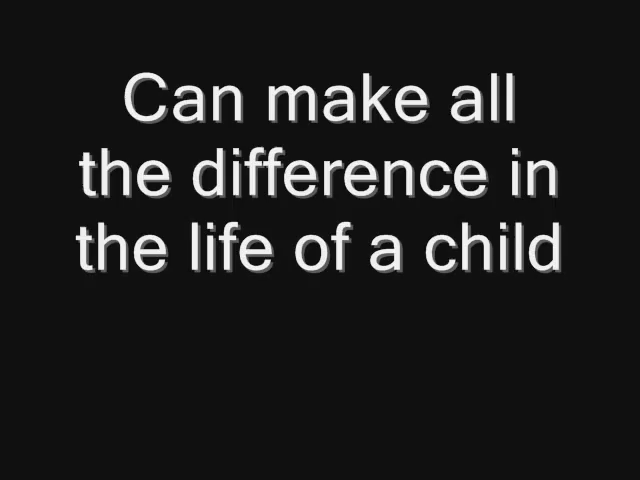 Can make all
the difference in
the life of a child